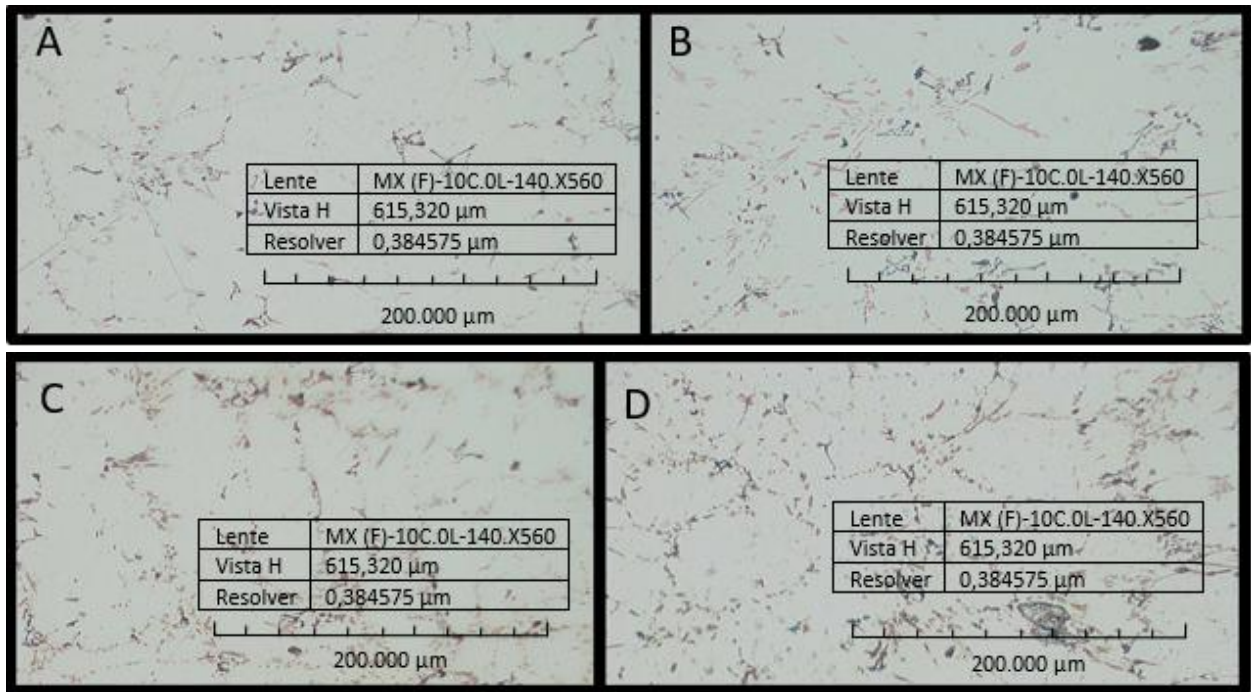 A
Lente MX (F)-10C.0L-140.X560
Vista H 615,320 µm
Resolver 0,384575 µm
200.000 µm
B
Lente MX (F)-10C.0L-140.X560
Vista H 615,320 µm
Resolver 0,384575 µm
200.000 µm
C
Lente MX (F)-10C.0L-140.X560
Vista H 615,320 µm
Resolver 0,384575 µm
200.000 µm
D
Lente MX (F)-10C.0L-140.X560
Vista H 615,320 µm
Resolver 0,384575 µm
200.000 µm